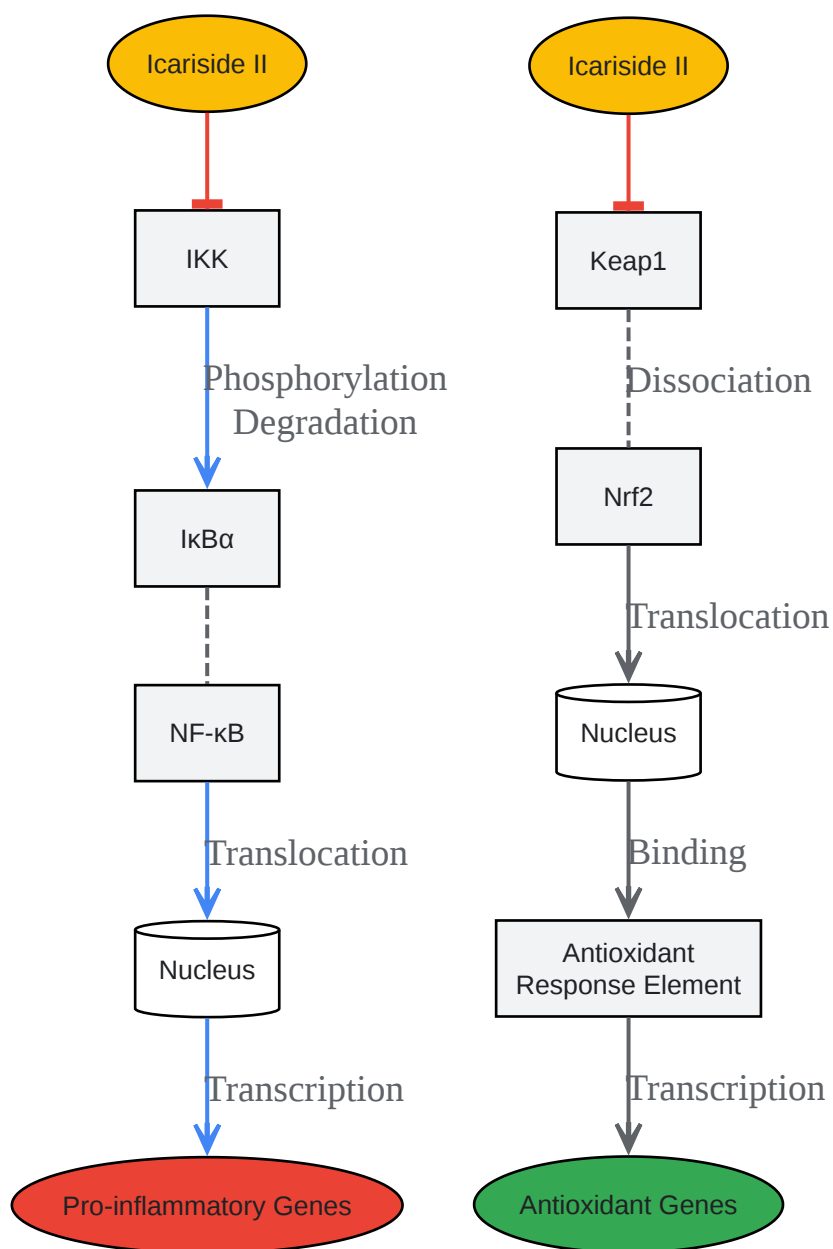 Icariside II
IKK
Phosphorylation
Degradation
IκBα
NF-κB
Translocation
Nucleus
Transcription
Pro-inflammatory Genes
Icariside II
Keap1
Dissociation
Nrf2
Translocation
Nucleus
Binding
Antioxidant
Response Element
Transcription
Antioxidant Genes